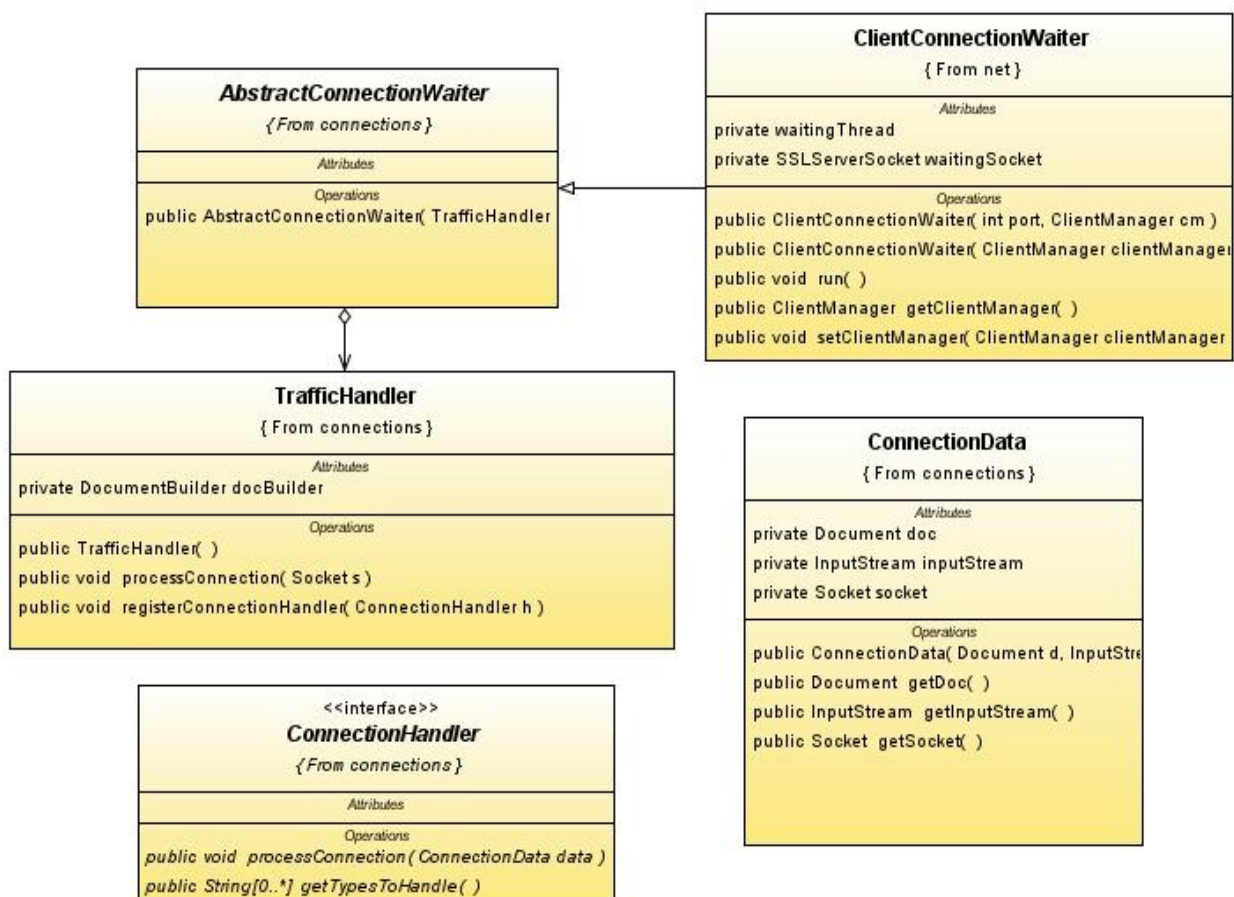 AbstractConnectionWaiter
{ From connections }
Attributes
Operations
public AbstractConnectionWaiter( TrafficHandler
ClientConnectionWaiter
{ From net }
Attributes
private waitingThread
private SSLServerSocket waitingSocket
Operations
public ClientConnectionWaiter( int port, ClientManager cm )
public ClientConnectionWaiter( ClientManager clientManager
public void run( )
public ClientManager getClientManager( )
public void setClientManager( ClientManager clientManager
TrafficHandler
{ From connections }
Attributes
private DocumentBuilder docBuilder
Operations
public TrafficHandler( )
public void processConnection( Socket s )
public void registerConnectionHandler( ConnectionHandler h )
ConnectionData
{ From connections }
Attributes
private Document doc
private InputStream inputStream
private Socket socket
Operations
public ConnectionData( Document d, InputStre
public Document getDoc( )
public InputStream getInputStream( )
public Socket getSocket( )
<<interface>>
ConnectionHandler
{ From connections }
Attributes
Operations
public void processConnection( ConnectionData data )
public String[0..*] getTypesToHandle( )